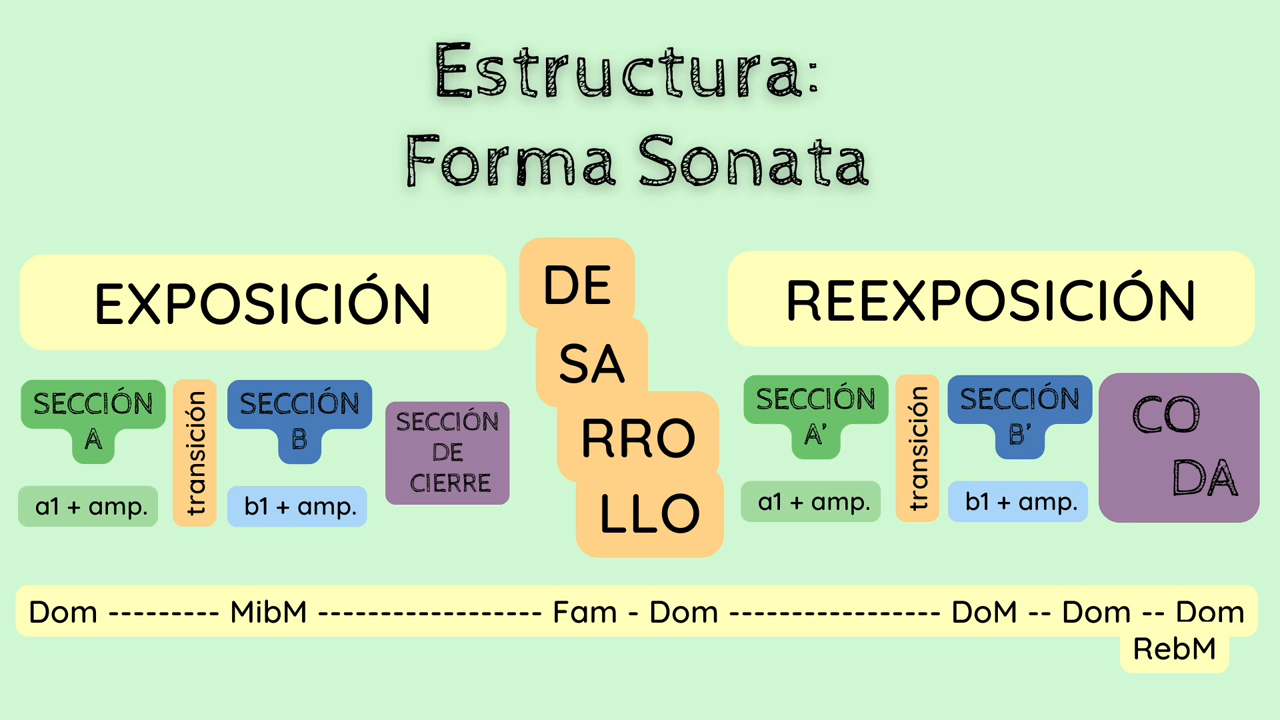 Estructura:
Forma Sonata
EXPOSICIÓN
SECCIÓN
A
a1 + amp.
transición
SECCIÓN
B
b1 + amp.
SECCIÓN
DE
CIERRE
DE
SA
RRO
LLO
REEXPOSICIÓN
SECCIÓN
A’
a1 + amp.
transición
SECCIÓN
B’
b1 + amp.
CO
DA
Dom --------- MibM ------------------ Fam - Dom ----------------- DoM -- Dom -- Dom
RebM